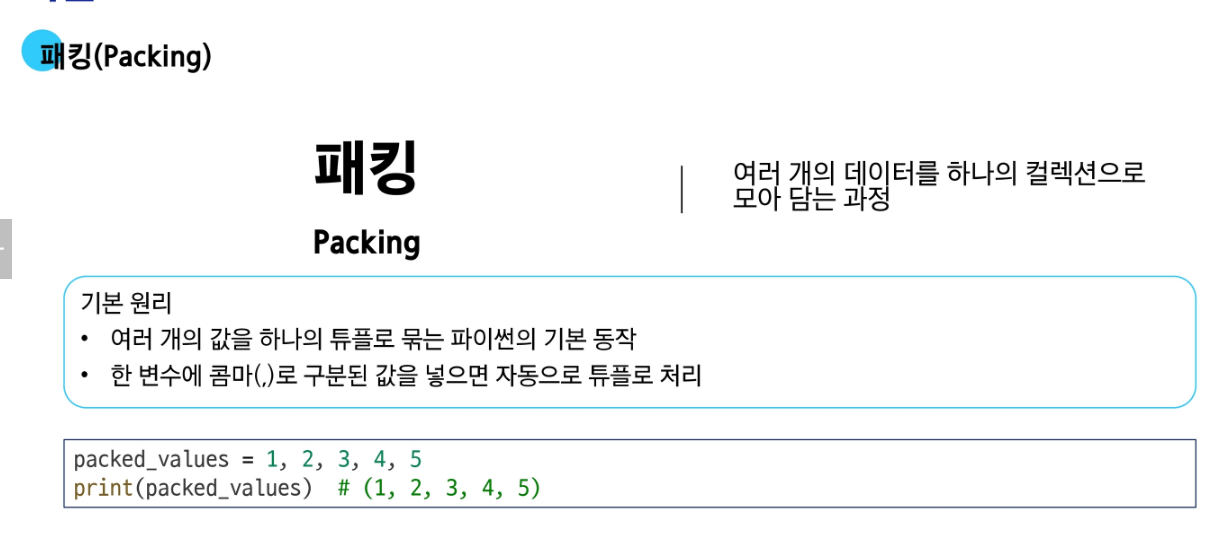 패킹(Packing)
패킹
Packing
여러 개의 데이터를 하나의 컬렉션으로
모아 담는 과정
기본 원리
• 여러 개의 값을 하나의 튜플로 묶는 파이썬의 기본 동작
• 한 변수에 콤마(,)로 구분된 값을 넣으면 자동으로 튜플로 처리
packed_values = 1, 2, 3, 4, 5
print(packed_values)  # (1, 2, 3, 4, 5)